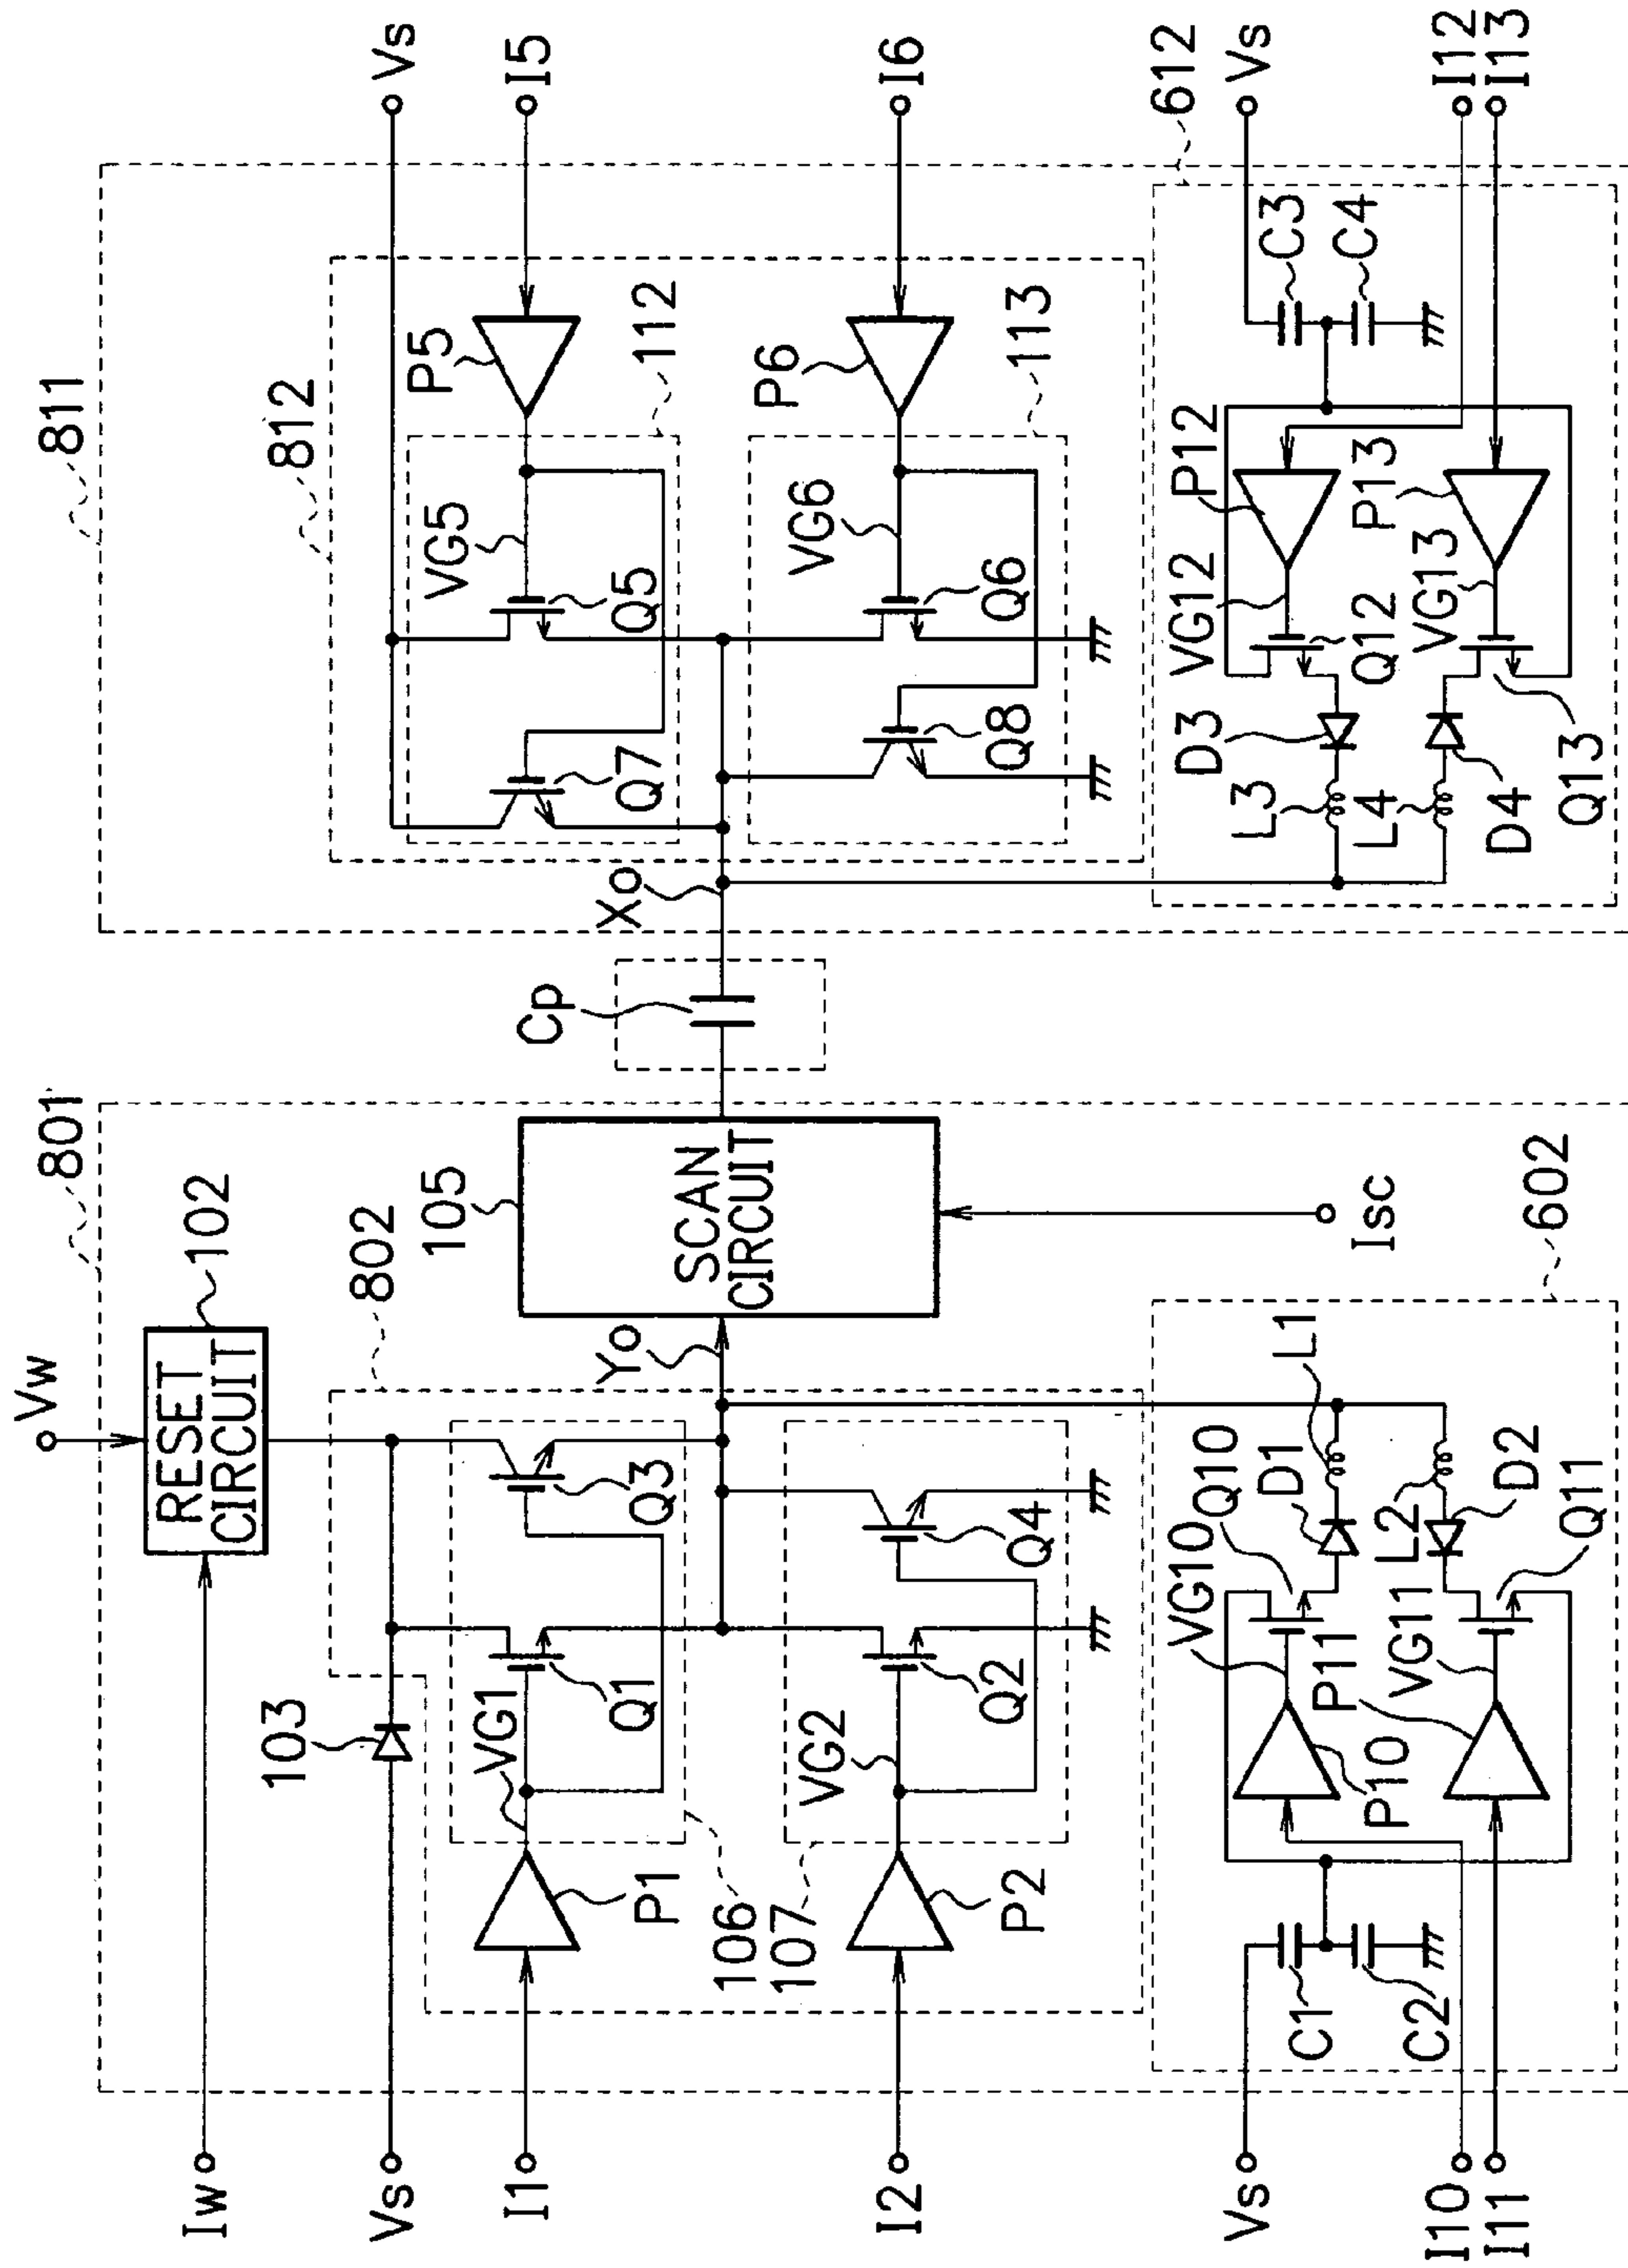 801
Vw
102
RESET
CIRCUIT
Iw
Vs
103
802
105
SCAN
CIRCUIT
Isc
I1
P1
VG1
Q1
Q3
106
Yo
I2
P2
VG2
Q2
Q4
107
602
Vs
C1
C2
I10
I11
P10
P11
VG10
VG11
Q10
Q11
D1
D2
L1
L2
Cp
Xo
811
812
Vs
I5
P5
112
VG5
Q5
Q7
I6
P6
113
VG6
Q6
Q8
612
Vs
C3
C4
I12
I13
P12
P13
VG12
VG13
Q12
Q13
D3
D4
L3
L4